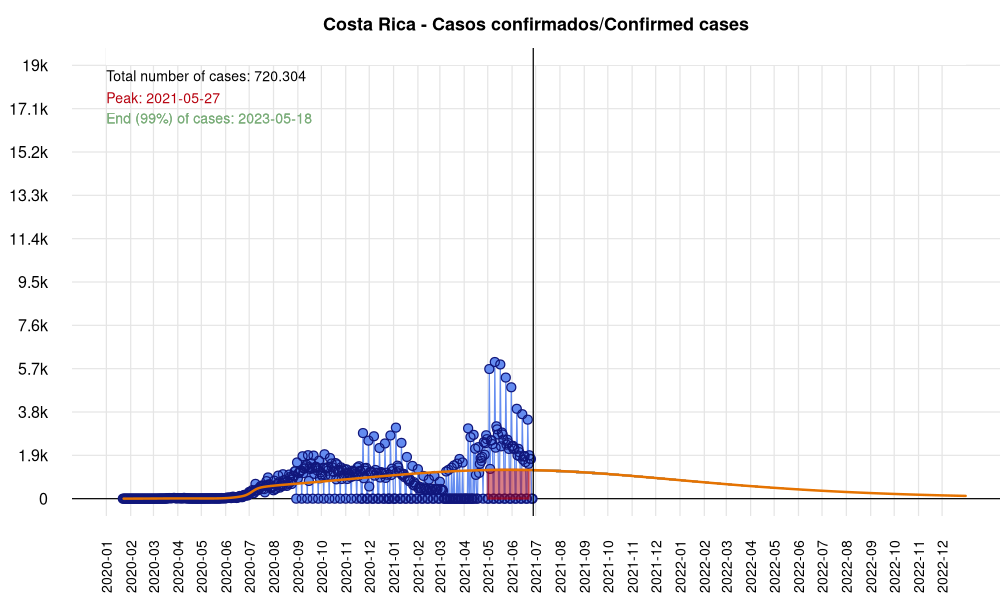 Costa Rica - Casos confirmados/Confirmed cases
19k
Total number of cases: 720.304
Peak: 2021-05-27
17.1k
End (99%) of cases: 2023-05-18
15.2k
13.3k
11.4k
9.5k
7.6k
5.7k
3.8k
1.9k
0
2020-01
2020-02
2020-03
2020-04
2020-05
2020-06
2020-07
2020-08
2020-09
2020-10
2020-11
2020-12
2021-01
2021-02
2021-03
2021-04
2021-05
2021-06
2021-07
2021-08
2021-09
2021-10
2021-11
2021-12
2022-01
2022-02
2022-03
2022-04
2022-05
2022-06
2022-07
2022-08
2022-09
2022-10
2022-11
2022-12